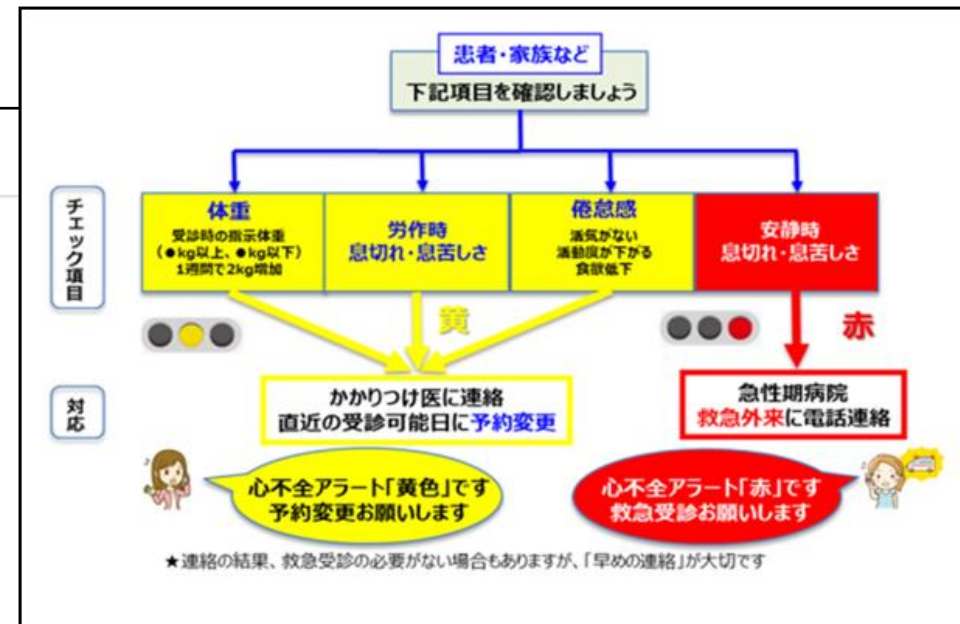 患者・家族など
下記項目を確認しましょう
チェック項目
体重
受診時の指示体重
（●kg以上、●kg以下）
1週間で2kg増加
労作時
息切れ・息苦しさ
倦怠感
活気がない
活動度が下がる
食欲低下
安静時
息切れ・息苦しさ
黄
赤
対応
かかりつけ医に連絡
直近の受診可能日に予約変更
急性期病院
救急外来に電話連絡
心不全アラート「黄色」です
予約変更お願いします
心不全アラート「赤」です
救急受診お願いします
★連絡の結果、救急受診の必要がない場合もありますが、「早めの連絡」が大切です